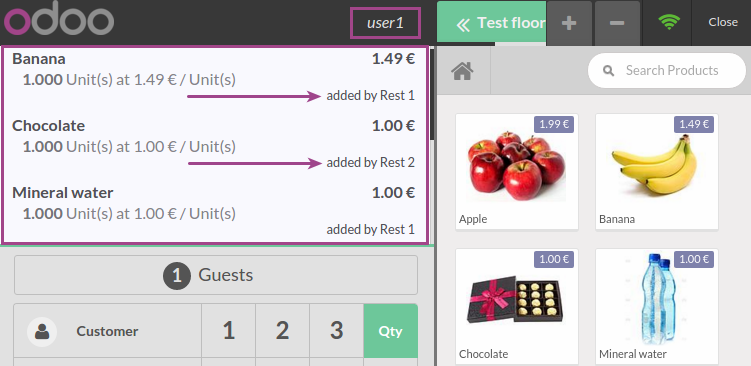 odoo
user1
Test floor
+
−
Close
Banana 1.49 €
1.000 Unit(s) at 1.49 € / Unit(s)
added by Rest 1
Chocolate 1.00 €
1.000 Unit(s) at 1.00 € / Unit(s)
added by Rest 2
Mineral water 1.00 €
1.000 Unit(s) at 1.00 € / Unit(s)
added by Rest 1
1 Guests
Customer
1 2 3 Qty
Search Products
1.99 €
Apple
1.49 €
Banana
1.00 €
Chocolate
1.00 €
Mineral water